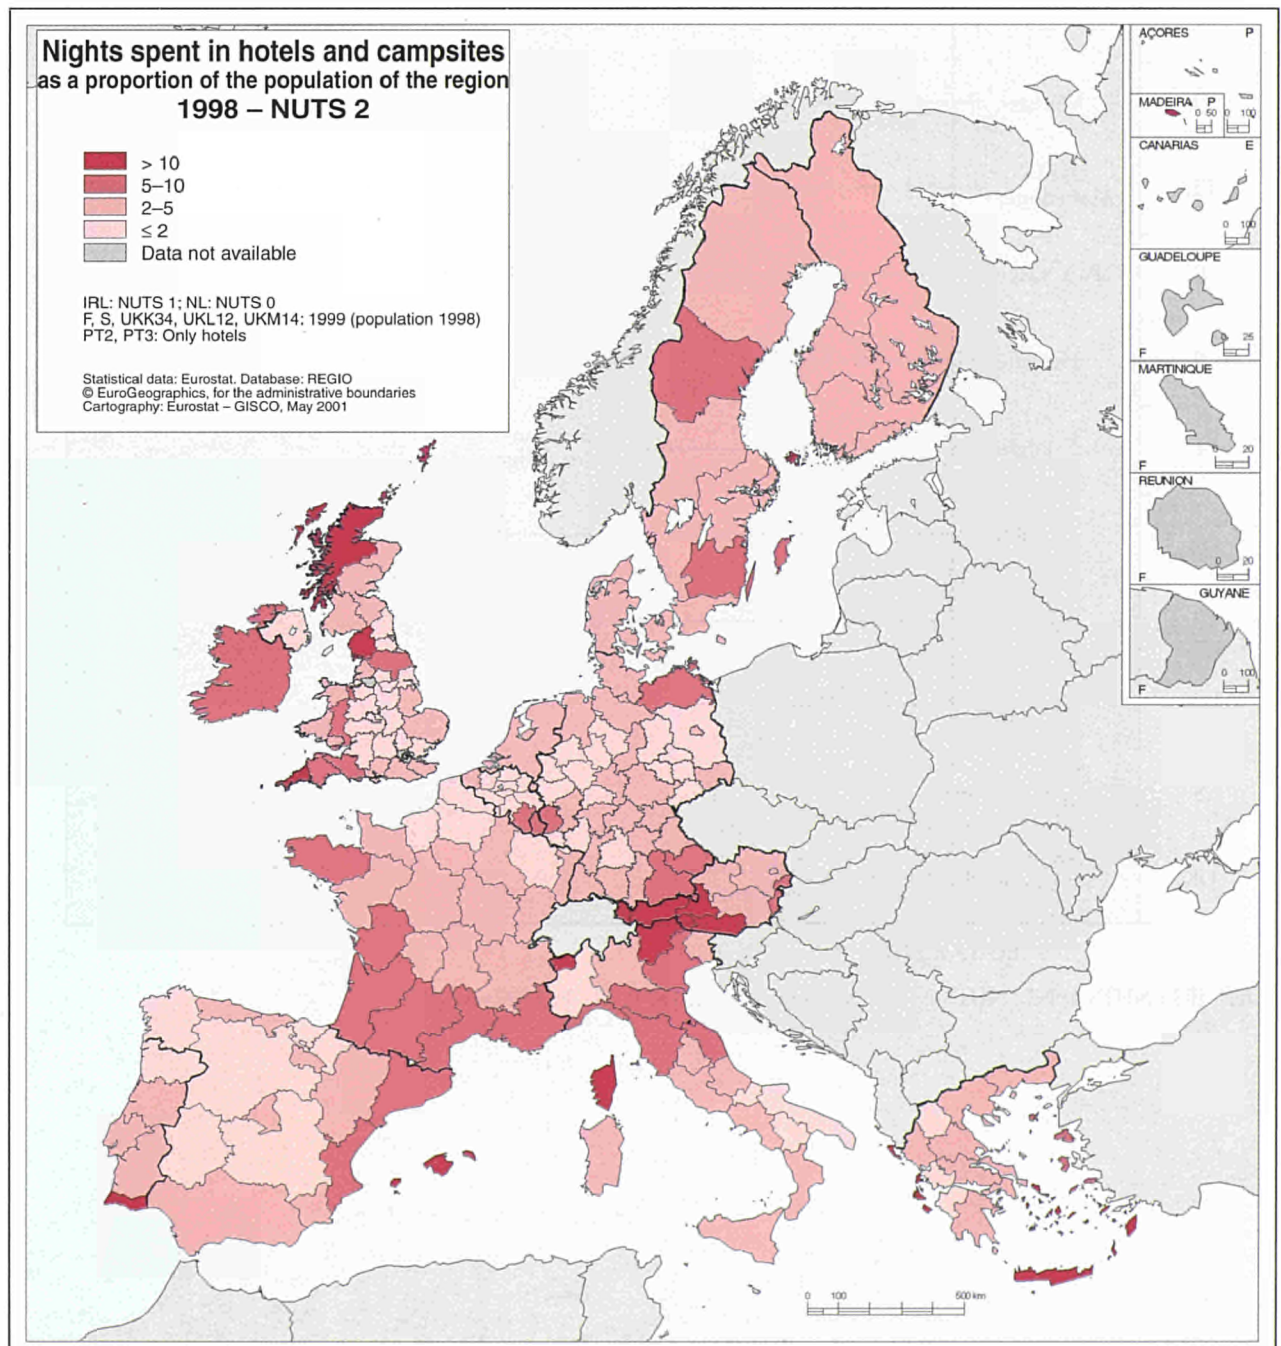 Nights spent in hotels and campsites
as a proportion of the population of the region
1998 – NUTS 2
> 10
5–10
2–5
≤ 2
Data not available
IRL: NUTS 1; NL: NUTS 0
F, S, UKK34, UKL12, UKM14: 1999 (population 1998)
PT2, PT3: Only hotels
Statistical data: Eurostat. Database: REGIO
© EuroGeographics, for the administrative boundaries
Cartography: Eurostat – GISCO, May 2001
AÇORES P
MADEIRA P
0 50 0 100
CANARIAS E
0 100
GUADELOUPE
25
F
MARTINIQUE
0 20
F
REUNION
0 20
F
GUYANE
0 100
F
0 100 500 km